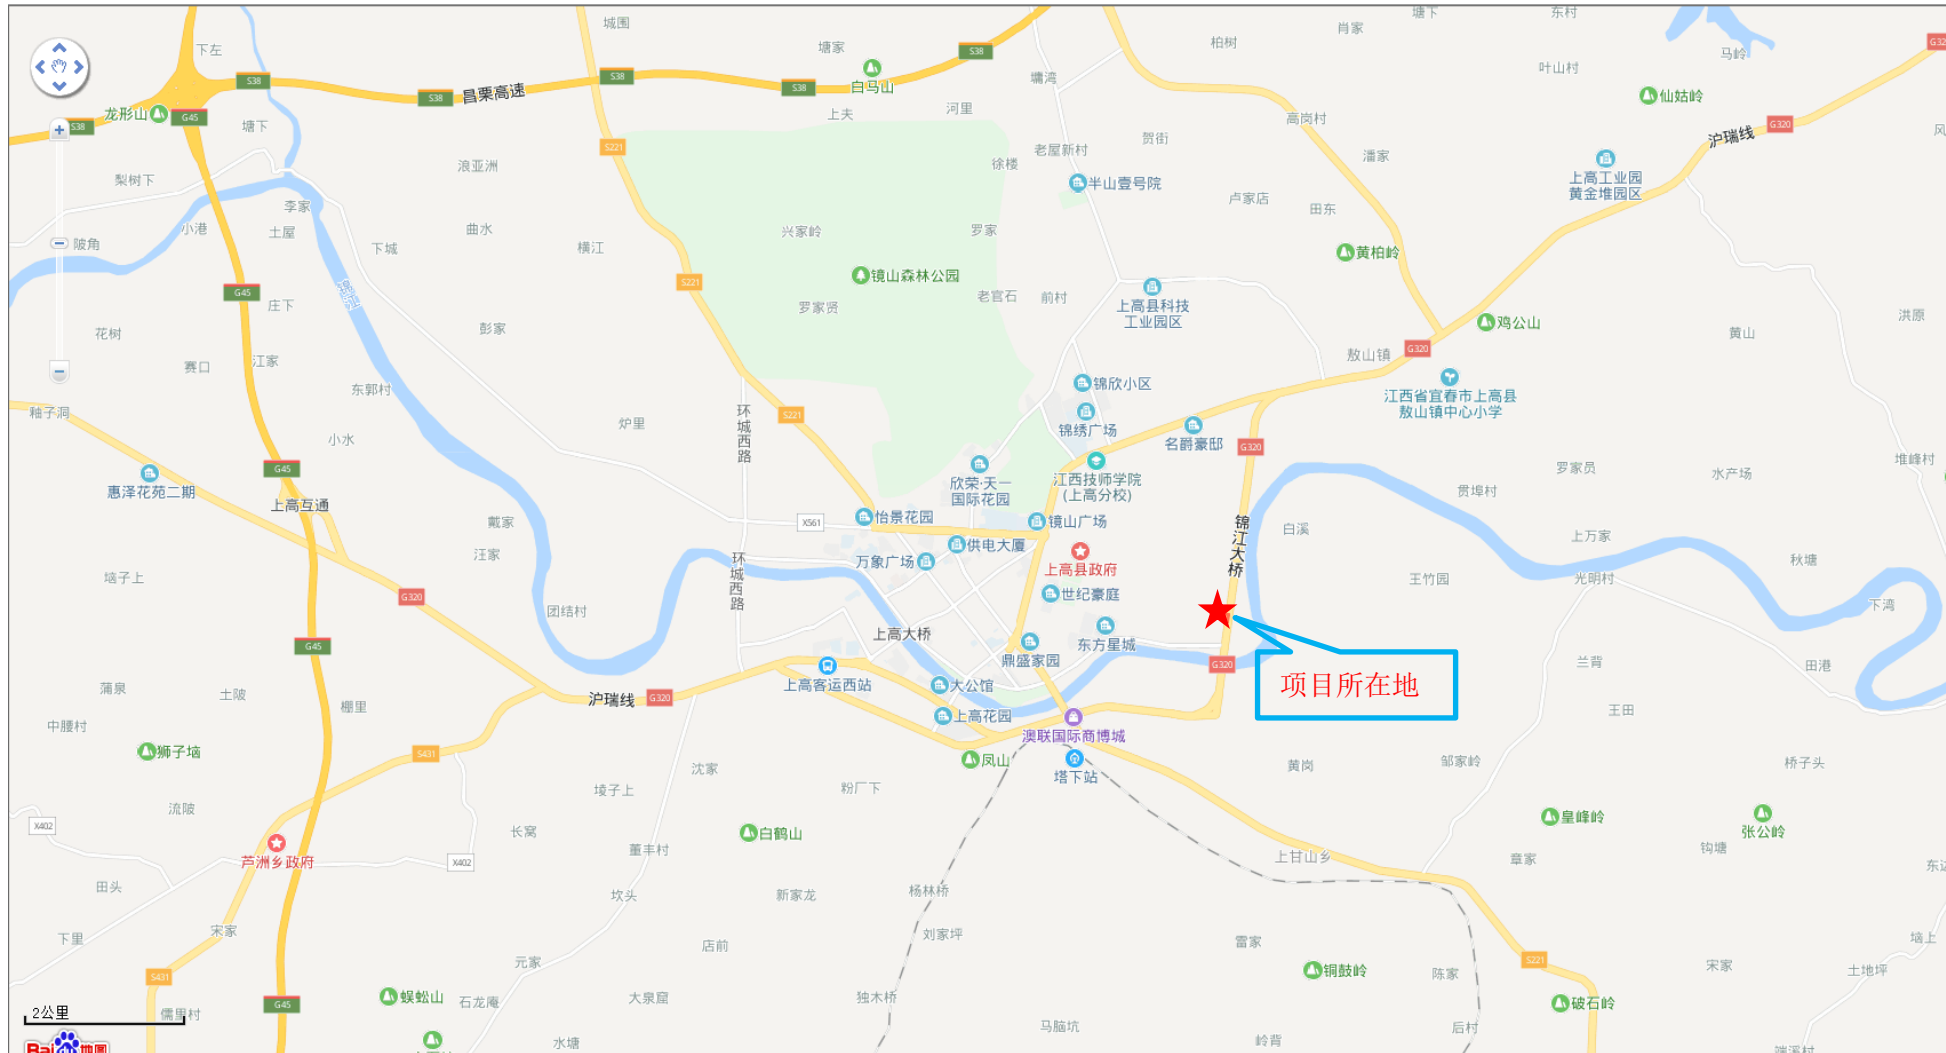 城围
塘下
东村
肖家
柏树
G32
下左
塘家
S38
马岭
叶山村
S38
S38
壩湾
白马山
S38
S38
昌栗高速
仙姑岭
龙形山
G45
上夫
河里
高岗村
G320
S38
塘下
贺街
沪瑞线
风
S221
老屋新村
潘家
浪亚洲
徐楼
上高工业园
黄金堆园区
梨树下
半山壹号院
卢家店
田东
李家
小港
土屋
曲水
兴家岭
罗家
陂角
下城
横江
黄柏岭
镜山森林公园
S221
G45
锦江
庄下
老官石
前村
上高县科技
工业园区
罗家贤
洪原
鸡公山
花树
彭家
黄山
G320
敖山镇
江家
赛口
东郭村
锦欣小区
江西省宜春市上高县
敖山镇中心小学
釉子洞
S221
环城西路
炉里
锦绣广场
名爵豪邸
小水
G320
G45
惠泽花苑二期
欣荣·天一
国际花园
江西技师学院
(上高分校)
罗家员
水产场
堆峰村
贯埠村
上高互通
戴家
X561
怡景花园
镜山广场
锦江大桥
白溪
上万家
汪家
供电大厦
万象广场
上高县政府
秋塘
环城西路
垴子上
王竹园
光明村
G320
世纪豪庭
下湾
团结村
上高大桥
东方星城
G45
鼎盛家园
G320
兰背
田港
上高客运西站
项目所在地
蒲泉
土陂
大公馆
沪瑞线
G320
棚里
王田
中腰村
上高花园
澳联国际商博城
狮子垴
S431
凤山
沈家
塔下站
黄岗
邹家岭
桥子头
粉厂下
堎子上
流陂
皇峰岭
张公岭
X402
长窝
白鹤山
钩塘
芦洲乡政府
X402
董丰村
上甘山乡
章家
田头
坎头
新家龙
杨林桥
东边
宋家
刘家坪
下里
店前
雷家
垴上
元家
S221
宋家
S431
铜鼓岭
陈家
土地坪
蜈蚣山
石龙庵
大泉窟
独木桥
破石岭
G45
2公里
儒里村
马脑坑
后村
水塘
岭背
Bai du 地图